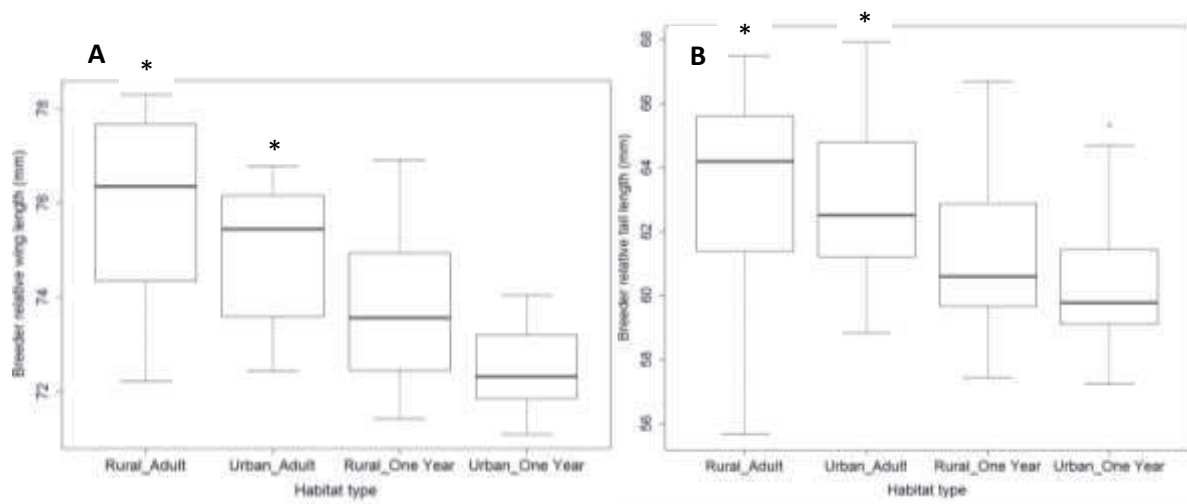 A
*
*
Breeder relative wing length (mm)
78
76
74
72
Rural_Adult Urban_Adult Rural_One Year Urban_One Year
Habitat type
B
*
*
Breeder relative tail length (mm)
68
66
64
62
60
58
56
Rural_Adult Urban_Adult Rural_One Year Urban_One Year
Habitat type